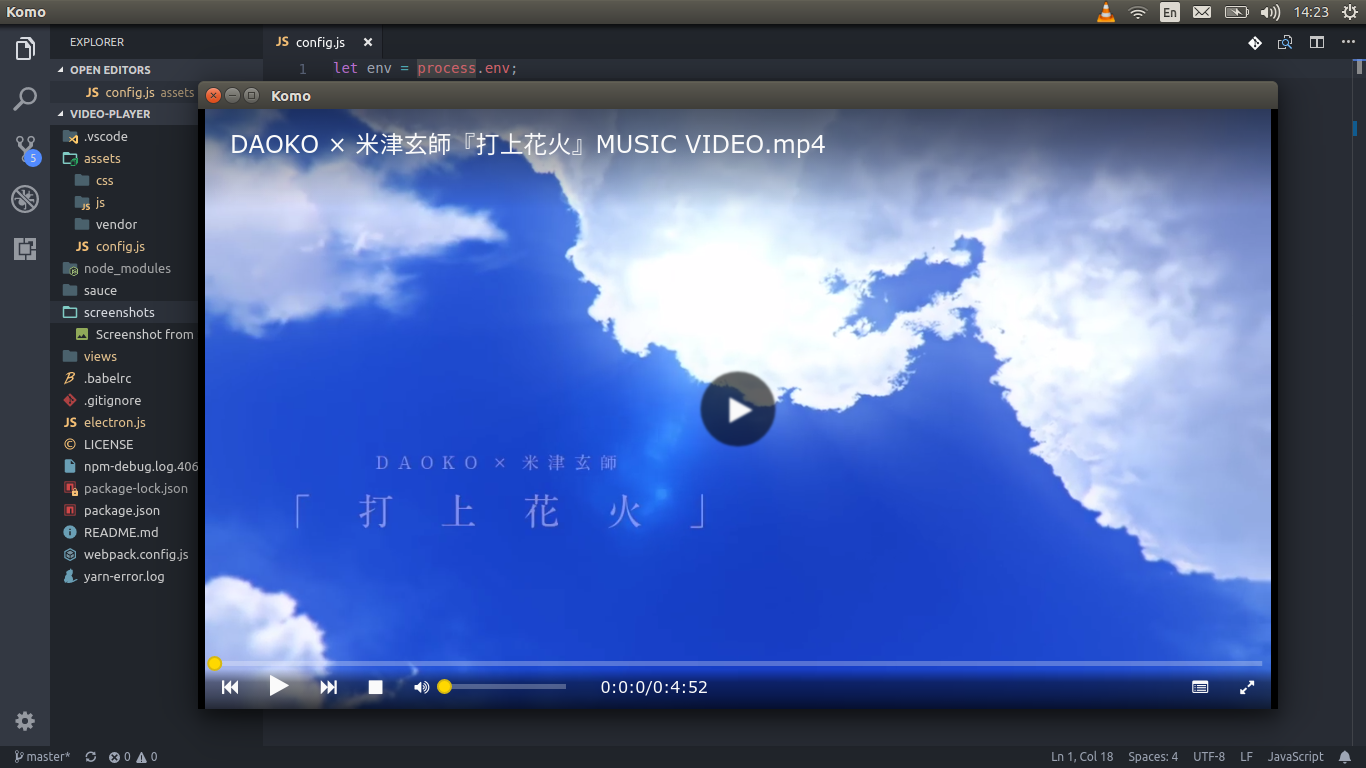 Komo
En
14:23
EXPLORER
JS config.js
OPEN EDITORS
JS config.js assets
1 let env = process.env;
VIDEO-PLAYER
Komo
.vscode
assets
css
JS js
vendor
JS config.js
node_modules
sauce
screenshots
Screenshot from
views
.babelrc
.gitignore
JS electron.js
LICENSE
npm-debug.log.406
package-lock.json
package.json
README.md
webpack.config.js
yarn-error.log
5
DAOKO × 米津玄師『打上花火』MUSIC VIDEO.mp4
DAOKO × 米津玄師
「打上花火」
0:0:0/0:4:52
master*
0
0
Ln 1, Col 18
Spaces: 4
UTF-8
LF
JavaScript